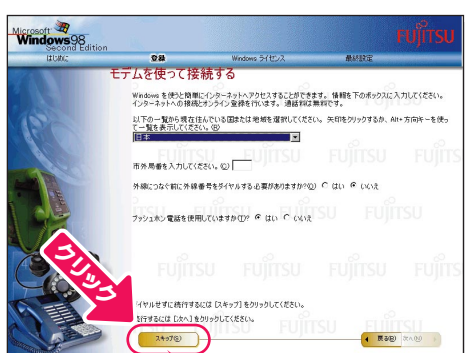 Microsoft
Windows98
Second Edition
FUJITSU
はじめに 登録 Windows ライセンス 最終設定
モデムを使って接続する
Windows を使うと簡単にインターネットへアクセスすることができます。情報を下のボックスに入力してください。
インターネットへの接続とオンライン登録を行います。通話料は無料です。
以下の一覧から現在住んでいる国または地域を選択してください。矢印をクリックするか、Alt+方向キーを使っ
て一覧を表示してください。(R)
日本
市外局番を入力してください。(C)
外線につなぐ前に外線番号をダイヤルする必要がありますか?(O) はい いいえ
プッシュホン電話を使用していますか(T)? はい いいえ
クリック
イヤルせずに続行するには [スキップ] をクリックしてください。
続行するには [次へ] をクリックしてください。
スキップ(S) 戻る(B) 次へ(N)